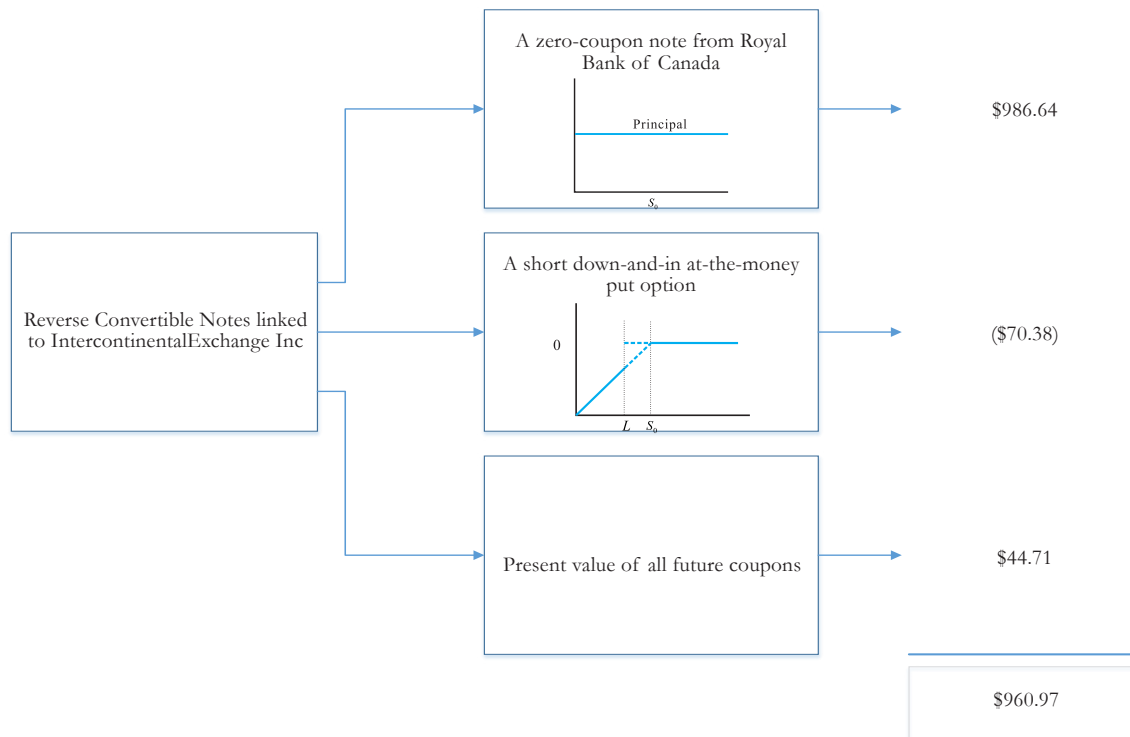 A zero-coupon note from Royal
Bank of Canada
Principal
S₀
$986.64
Reverse Convertible Notes linked
to IntercontinentalExchange Inc
A short down-and-in at-the-money
put option
0
L S₀
($70.38)
Present value of all future coupons
$44.71
$960.97